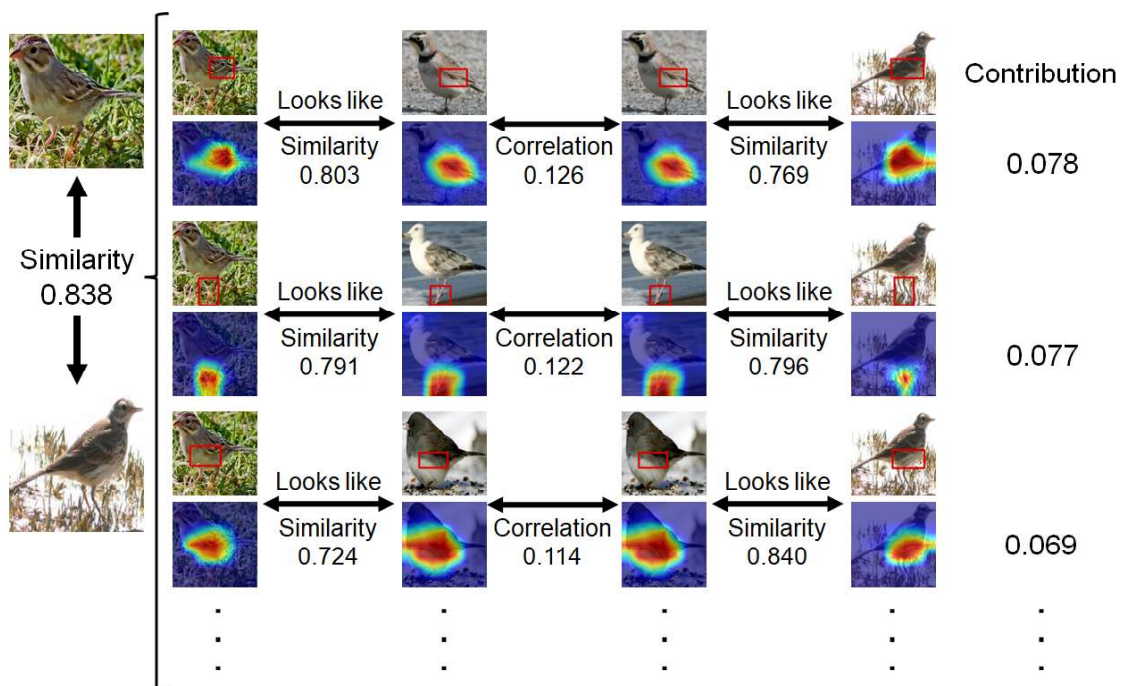 Contribution
Looks like
Similarity
0.803
Correlation
0.126
Looks like
Similarity
0.769
0.078
Similarity
0.838
Looks like
Similarity
0.791
Correlation
0.122
Looks like
Similarity
0.796
0.077
Looks like
Similarity
0.724
Correlation
0.114
Looks like
Similarity
0.840
0.069